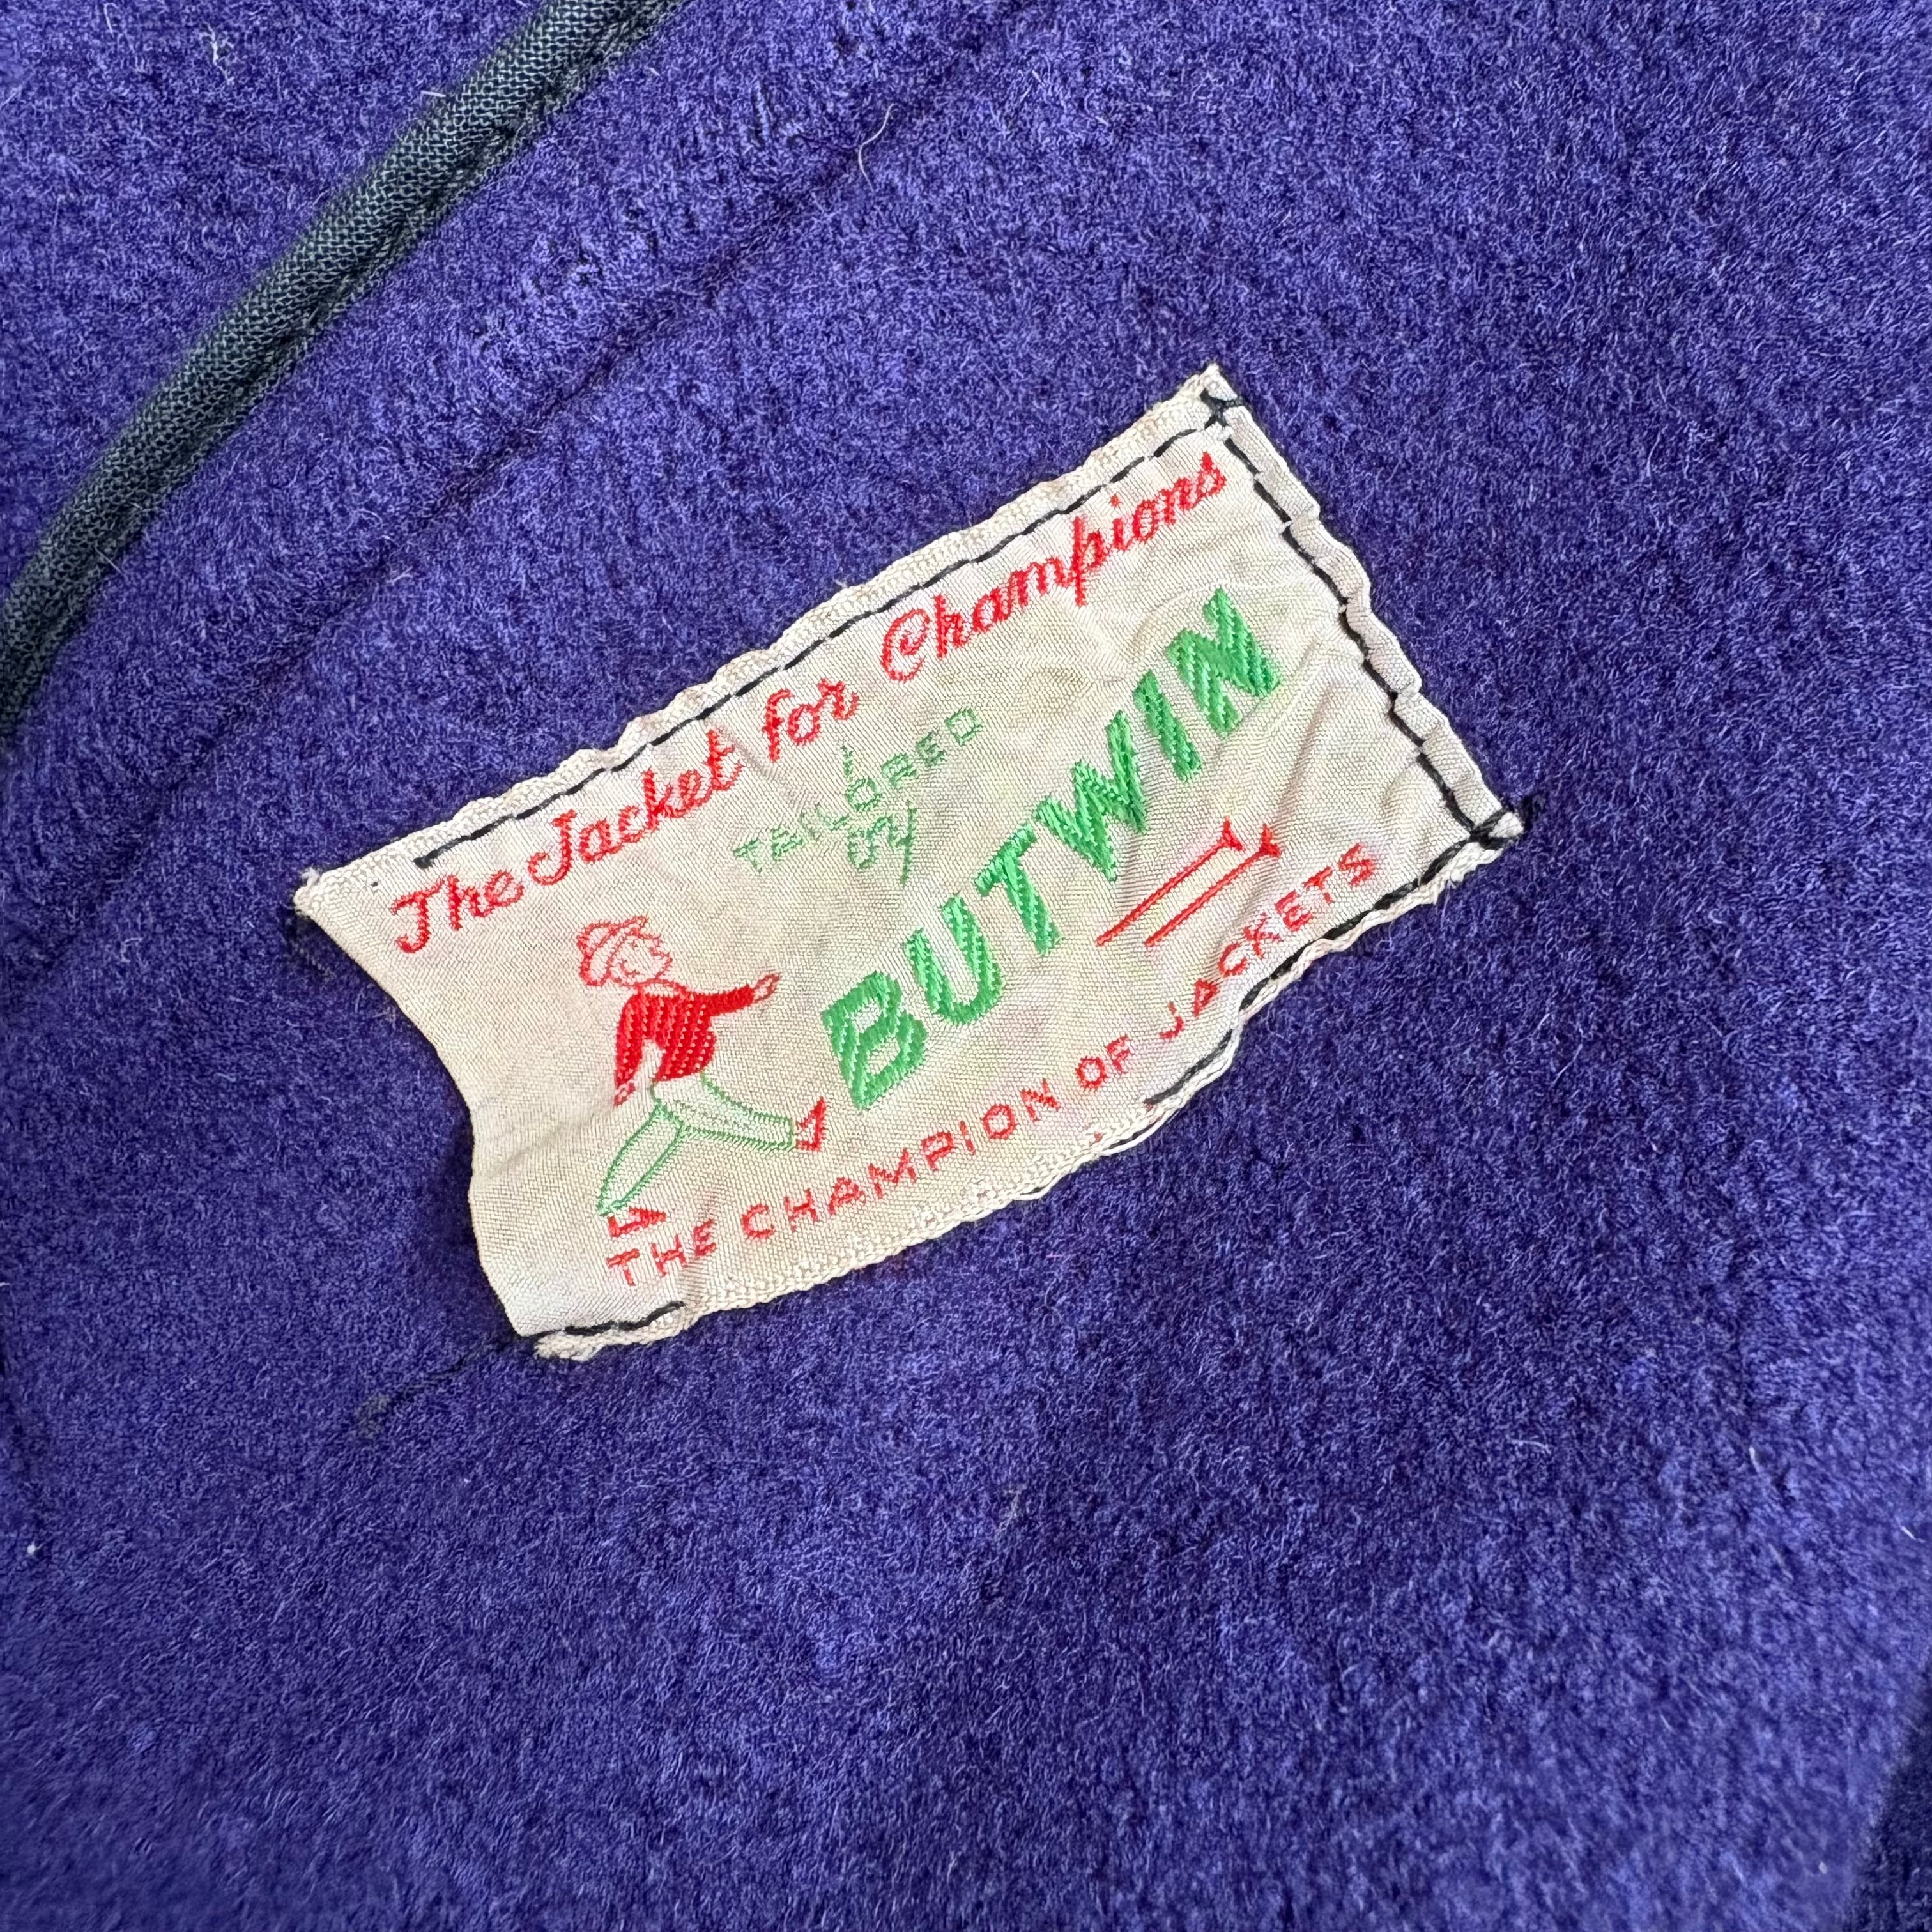 The Jacket for Champions
TAILORED
by
BUTWIN
THE CHAMPION OF JACKETS